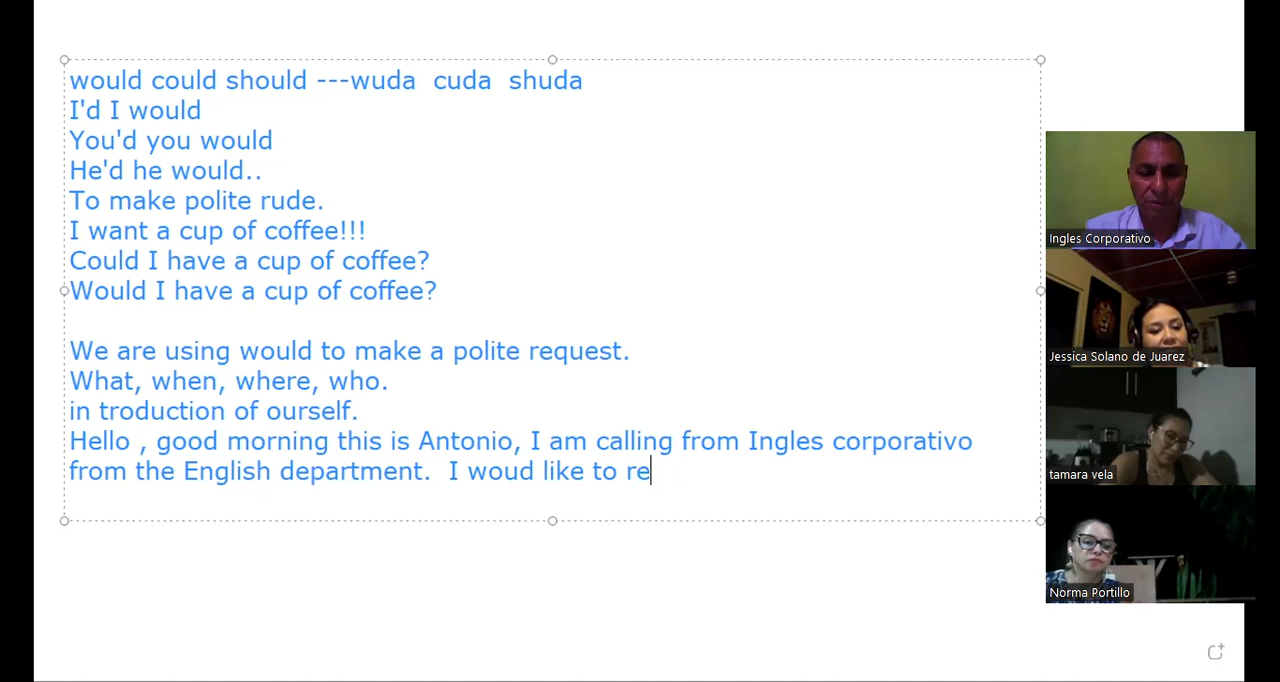 would could should ---wuda  cuda  shuda
I'd I would
You'd you would
He'd he would..
To make polite rude.
I want a cup of coffee!!!
Could I have a cup of coffee?
Would I have a cup of coffee?
We are using would to make a polite request.
What, when, where, who.
in troduction of ourself.
Hello , good morning this is Antonio, I am calling from Ingles corporativo
from the English department.  I woud like to re
Ingles Corporativo
Jessica Solano de Juarez
tamara vela
Norma Portillo